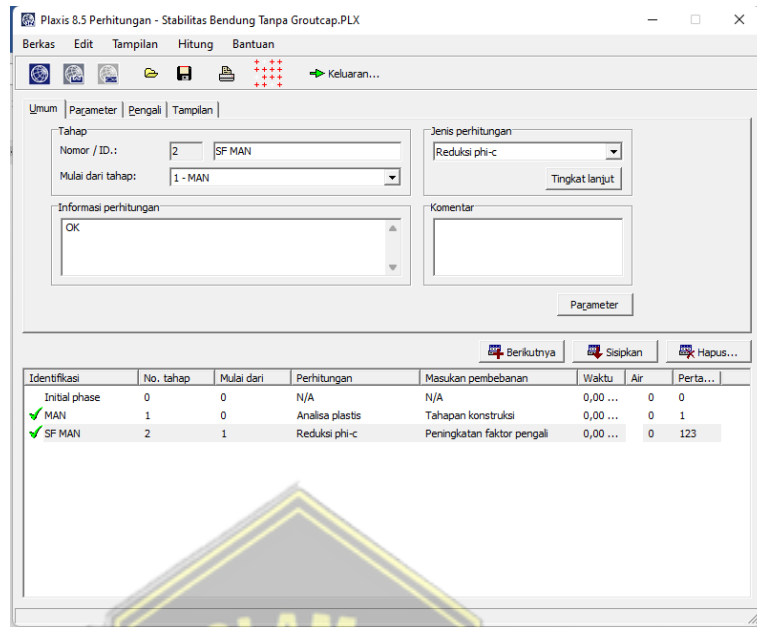 Plaxis 8.5 Perhitungan - Stabilitas Bendung Tanpa Groutcap.PLX
Berkas Edit Tampilan Hitung Bantuan
Keluaran...
Umum Parameter Pengali Tampilan
Tahap
Nomor / ID.: 2 SF MAN
Mulai dari tahap: 1 - MAN
Jenis perhitungan
Reduksi phi-c
Tingkat lanjut
Informasi perhitungan
OK
Komentar
Parameter
Berikutnya Sisipkan Hapus...
Identifikasi No. tahap Mulai dari Perhitungan Masukan pembebanan Waktu Air Perta...
Initial phase 0 0 N/A N/A 0,00 ... 0 0
MAN 1 0 Analisa plastis Tahapan konstruksi 0,00 ... 0 1
SF MAN 2 1 Reduksi phi-c Peningkatan faktor pengali 0,00 ... 0 123